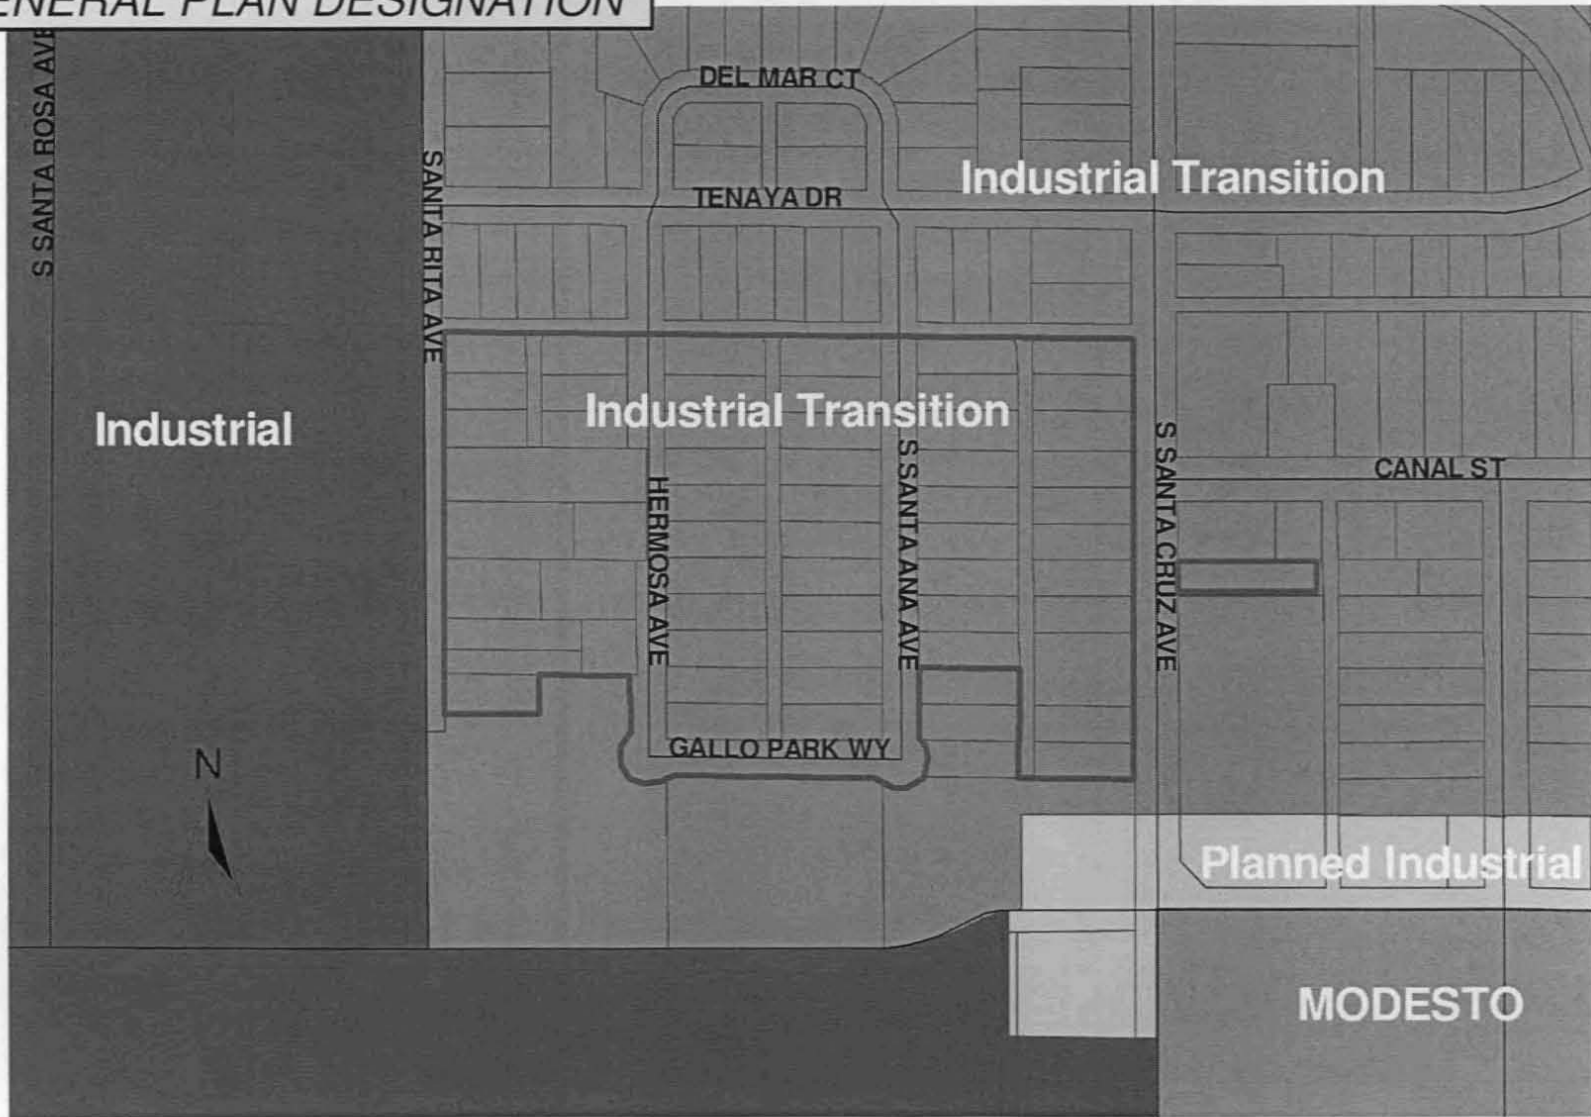 GENERAL PLAN DESIGNATION
S SANTA ROSA AVE
DEL MAR CT
SANTA RITA AVE
Industrial Transition
TENAYA DR
Industrial
Industrial Transition
S SANTA ANA AVE
S SANTA CRUZ AVE
CANAL ST
HERMOSA AVE
N
GALLO PARK WY
Planned Industrial
MODESTO